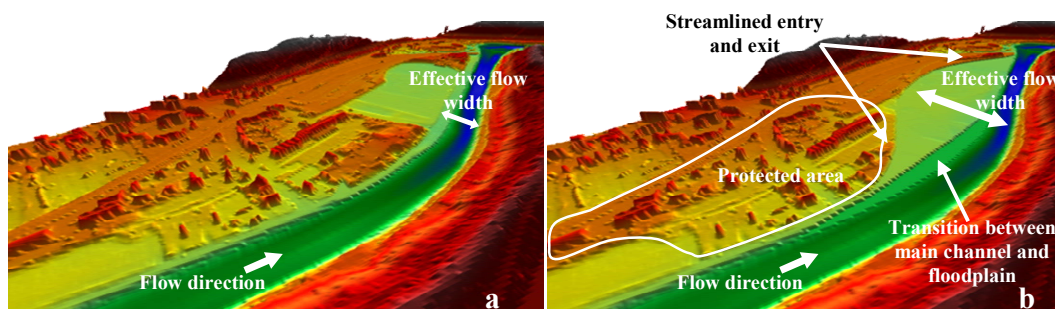 Effective flow
width
Flow direction
a
Streamlined entry
and exit
Effective flow
width
Protected area
Transition between
main channel and
floodplain
Flow direction
b